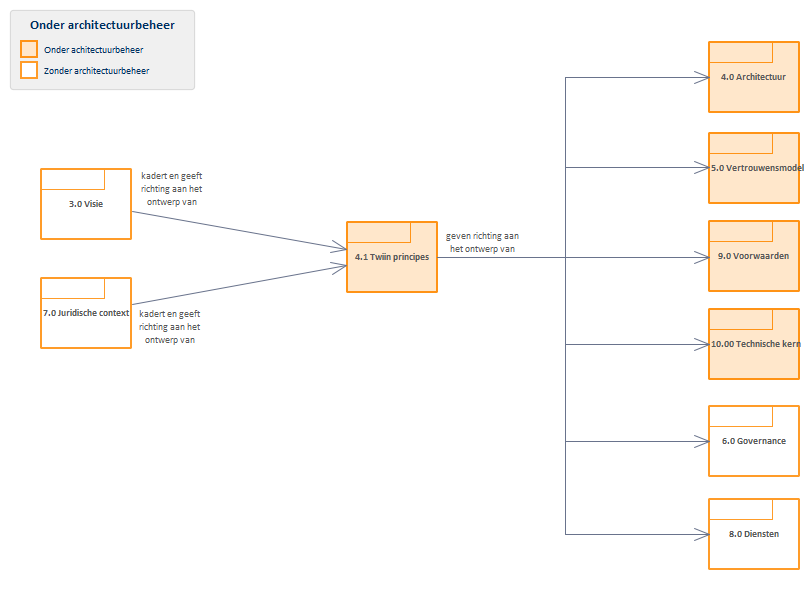 Onder architectuurbeheer
Onder achitectuurbeheer
Zonder architectuurbeheer
3.0 Visie
kadert en geeft
richting aan het
ontwerp van
7.0 Juridische context
kadert en geeft
richting aan het
ontwerp van
4.1 Twiin principes
geven richting aan
het ontwerp van
4.0 Architectuur
5.0 Vertrouwensmodel
9.0 Voorwaarden
10.00 Technische kern
6.0 Governance
8.0 Diensten